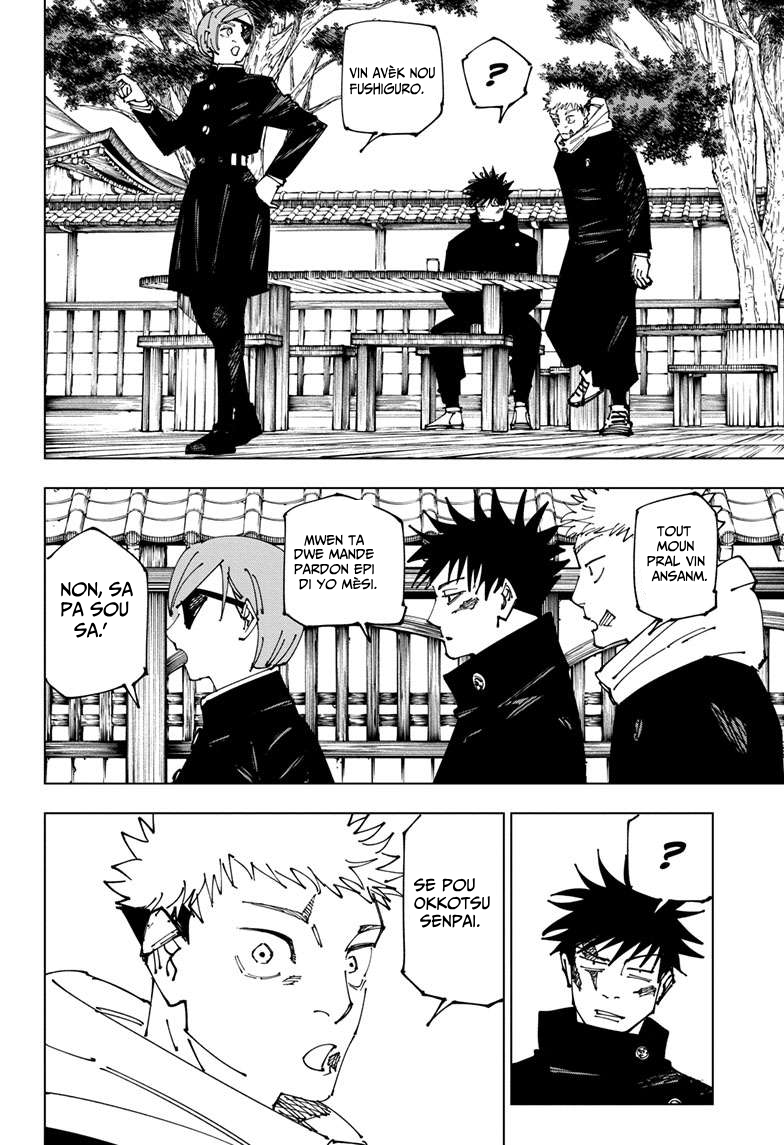 ?
VIN AVÈK NOU
FUSHIGURO.
TOUT
MOUN
PRAL VIN
ANSANM.
MWEN TA
DWE MANDE
PARDON EPI
DI YO MÈSI.
NON, SA
PA SOU
SA.'
?
SE POU
OKKOTSU
SENPAI.